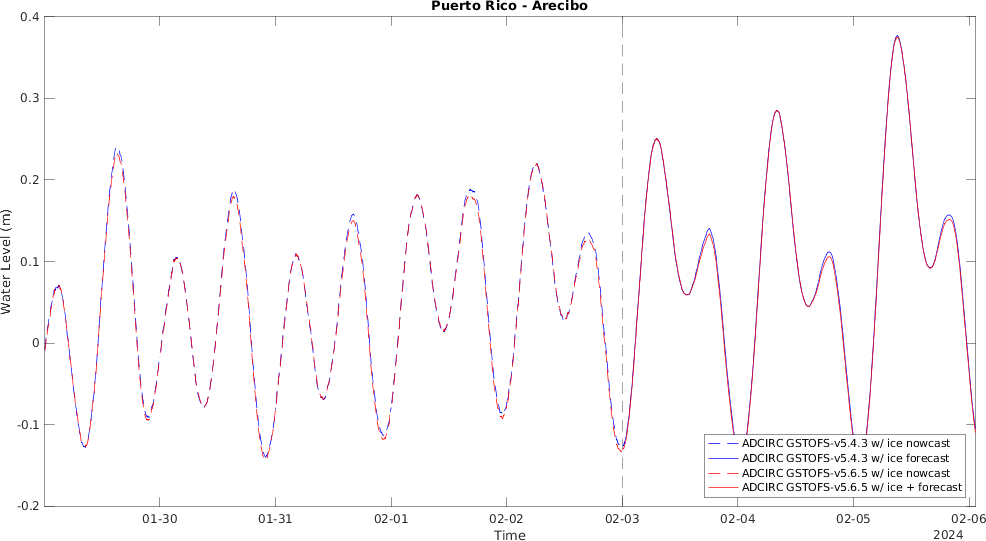 Puerto Rico - Arecibo
0.4
0.3
0.2
0.1
0
-0.1
-0.2
Water Level (m)
01-30
01-31
02-01
02-02
02-03
02-04
02-05
02-06
Time
2024
ADCIRC GSTOFS-v5.4.3 w/ ice nowcast
ADCIRC GSTOFS-v5.4.3 w/ ice forecast
ADCIRC GSTOFS-v5.6.5 w/ ice nowcast
ADCIRC GSTOFS-v5.6.5 w/ ice + forecast